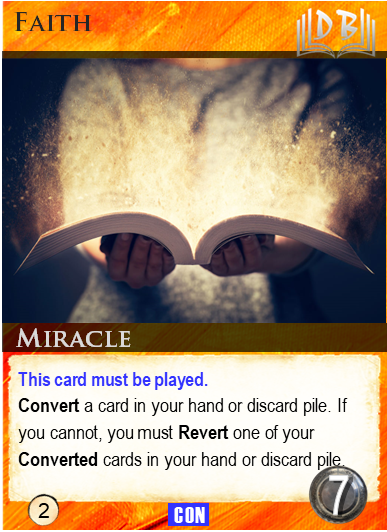 FAITH
DB
MIRACLE
This card must be played.
Convert a card in your hand or discard pile. If
you cannot, you must Revert one of your
Converted cards in your hand or discard pile.
2
CON
7